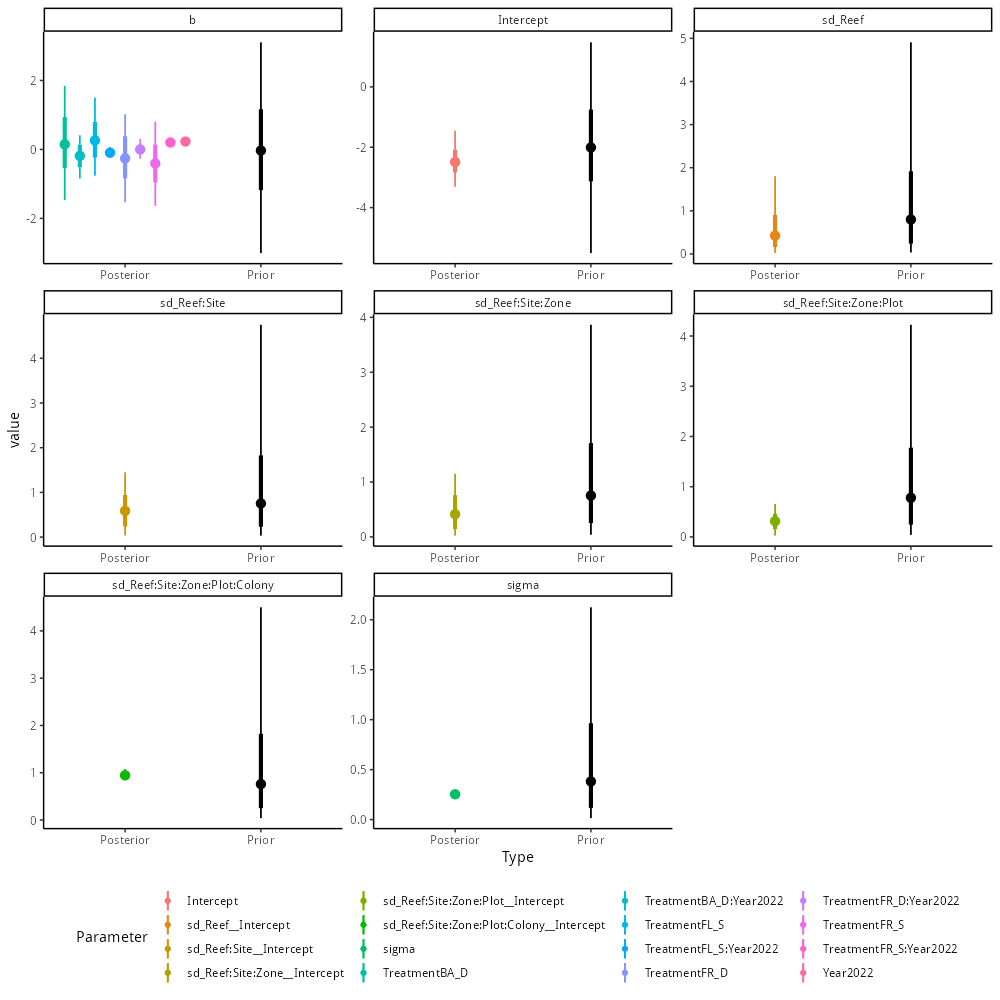 b
Intercept
sd_Reef
2
0
-2
0
-2
-4
5
4
3
2
1
0
Posterior
Prior
Posterior
Prior
Posterior
Prior
sd_Reef:Site
sd_Reef:Site:Zone
sd_Reef:Site:Zone:Plot
value
4
3
2
1
0
4
3
2
1
0
4
3
2
1
0
Posterior
Prior
Posterior
Prior
Posterior
Prior
sd_Reef:Site:Zone:Plot:Colony
sigma
4
3
2
1
0
2.0
1.5
1.0
0.5
0.0
Posterior
Prior
Posterior
Prior
Type
Parameter
Intercept
sd_Reef__Intercept
sd_Reef:Site__Intercept
sd_Reef:Site:Zone__Intercept
sd_Reef:Site:Zone:Plot__Intercept
sd_Reef:Site:Zone:Plot:Colony__Intercept
sigma
TreatmentBA_D
TreatmentBA_D:Year2022
TreatmentFL_S
TreatmentFL_S:Year2022
TreatmentFR_D
TreatmentFR_D:Year2022
TreatmentFR_S
TreatmentFR_S:Year2022
Year2022